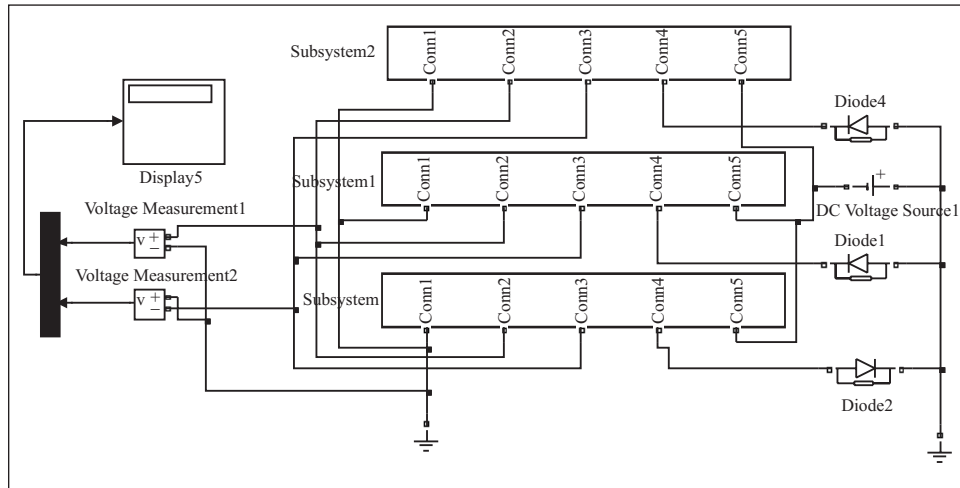 Subsystem2
Conn1
Conn2
Conn3
Conn4
Conn5
Display5
Diode4
Subsystem1
Conn1
Conn2
Conn3
Conn4
Conn5
+
DC Voltage Source1
Voltage Measurement1
v + −
Diode1
Voltage Measurement2
v + −
Subsystem
Conn1
Conn2
Conn3
Conn4
Conn5
Diode2